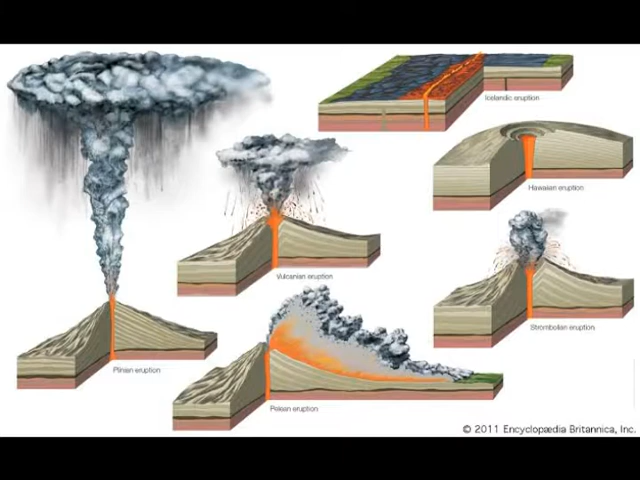 Icelandic eruption
Hawaiian eruption
Vulcanian eruption
Strombolian eruption
Plinian eruption
Pelean eruption
© 2011 Encyclopædia Britannica, Inc.